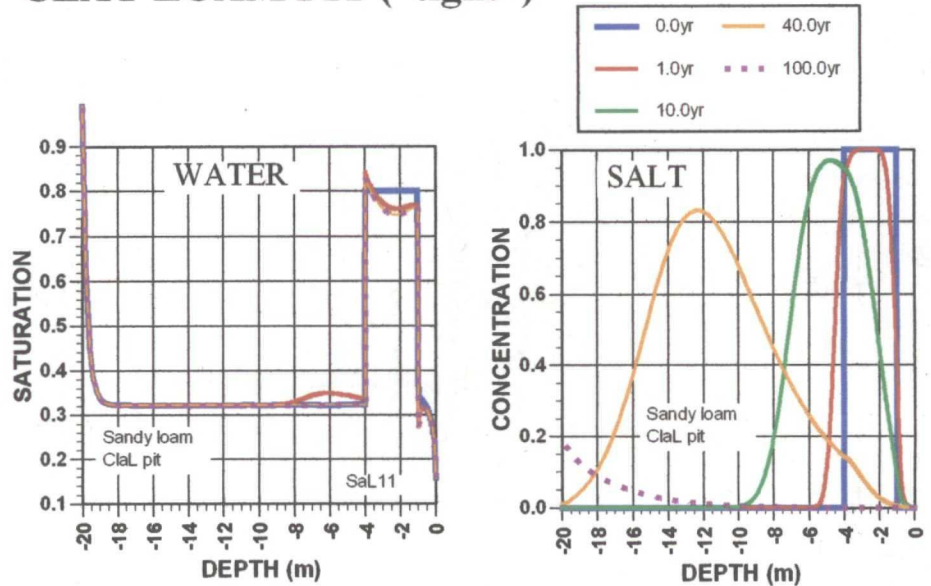 0.0yr
40.0yr
1.0yr
100.0yr
10.0yr
WATER
SATURATION
0.9
0.8
0.7
0.6
0.5
0.4
0.3
0.2
0.1
Sandy loam
ClaL pit
SaL11
-20
-18
-16
-14
-12
-10
-8
-6
-4
-2
0
DEPTH (m)
SALT
CONCENTRATION
1.0
0.8
0.6
0.4
0.2
0.0
Sandy loam
ClaL pit
-20
-18
-16
-14
-12
-10
-8
-6
-4
-2
0
DEPTH (m)